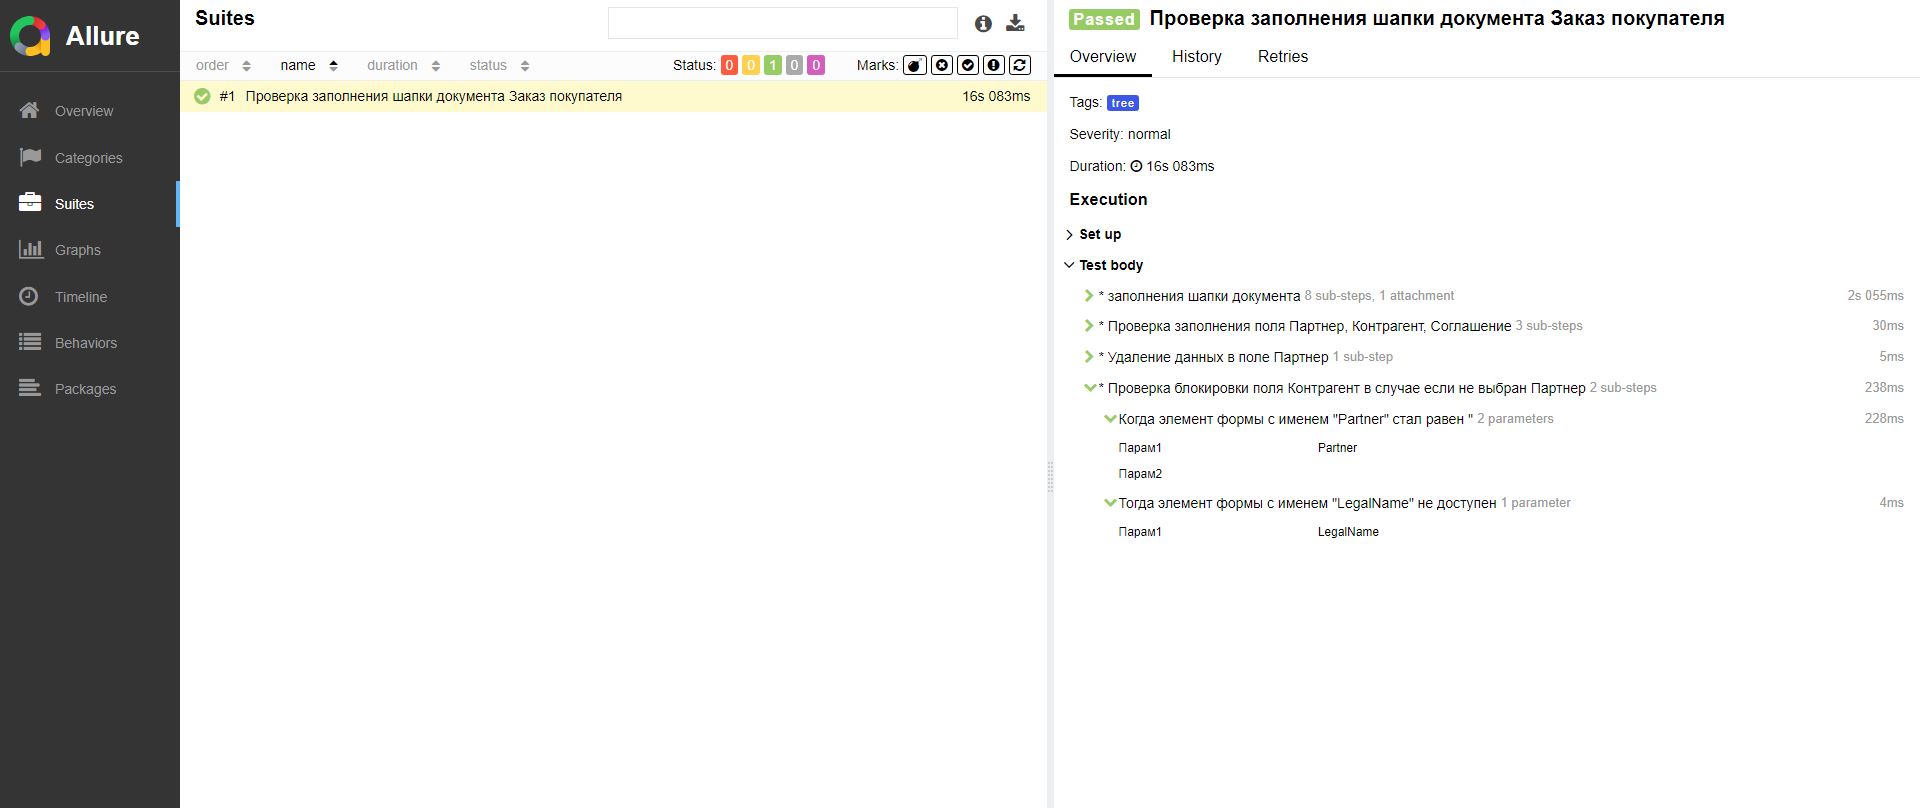 Allure
Overview
Categories
Suites
Graphs
Timeline
Behaviors
Packages
Suites
order name duration status Status: 0 0 1 0 0 Marks:
#1 Проверка заполнения шапки документа Заказ покупателя 16s 083ms
Passed Проверка заполнения шапки документа Заказ покупателя
Overview History Retries
Tags: tree
Severity: normal
Duration: 16s 083ms
Execution
Set up
Test body
* заполнения шапки документа 8 sub-steps, 1 attachment 2s 055ms
* Проверка заполнения поля Партнер, Контрагент, Соглашение 3 sub-steps 30ms
* Удаление данных в поле Партнер 1 sub-step 5ms
* Проверка блокировки поля Контрагент в случае если не выбран Партнер 2 sub-steps 238ms
Когда элемент формы с именем "Partner" стал равен '' 2 parameters 228ms
Парам1 Partner
Парам2
Тогда элемент формы с именем "LegalName" не доступен 1 parameter 4ms
Парам1 LegalName